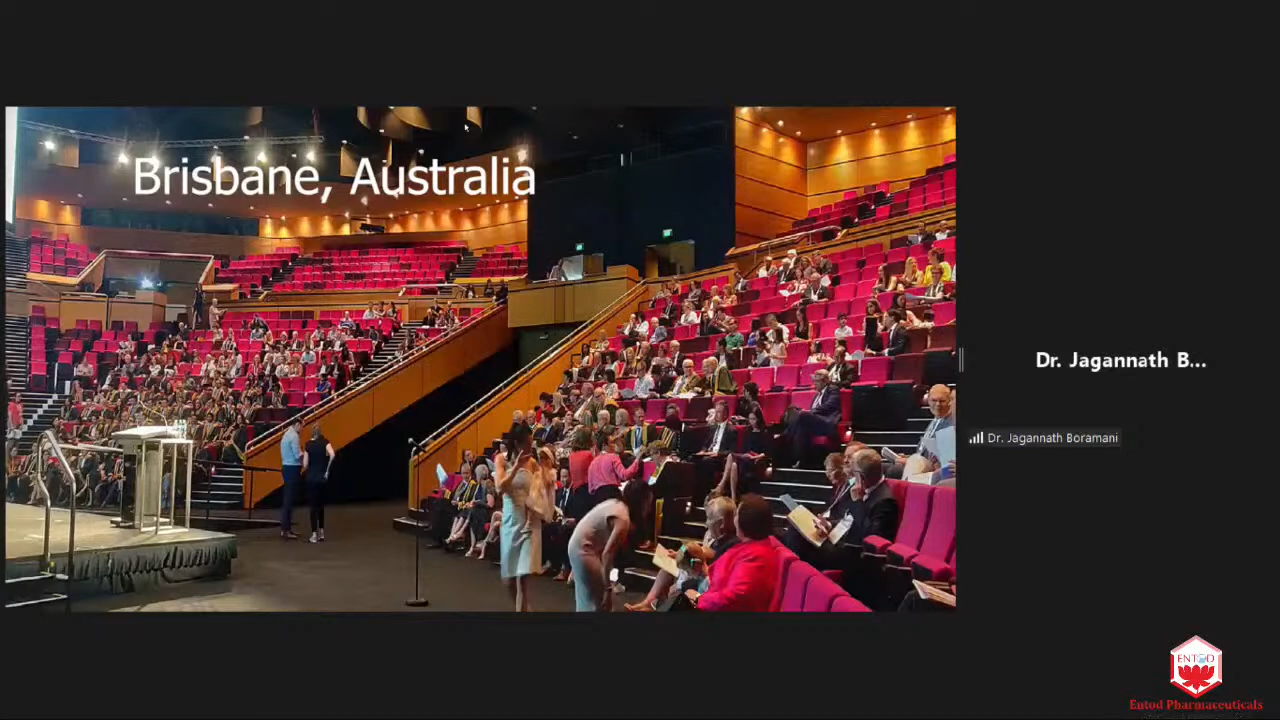 Brisbane, Australia
Dr. Jagannath B...
Dr. Jagannath Boramani
ENTOD
Entod Pharmaceuticals